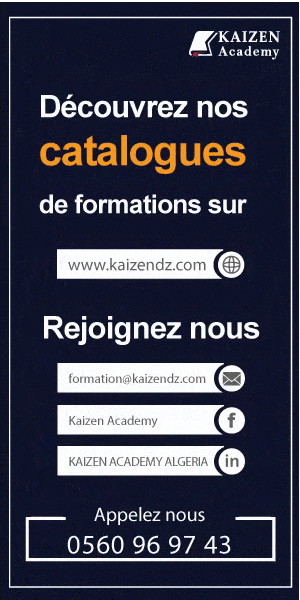 KAIZEN
Academy
Découvrez nos
catalogues
de formations sur
www.kaizendz.com
Rejoignez nous
formation@kaizendz.com
Kaizen Academy
f
KAIZEN ACADEMY ALGERIA
in
Appelez nous
0560 96 97 43